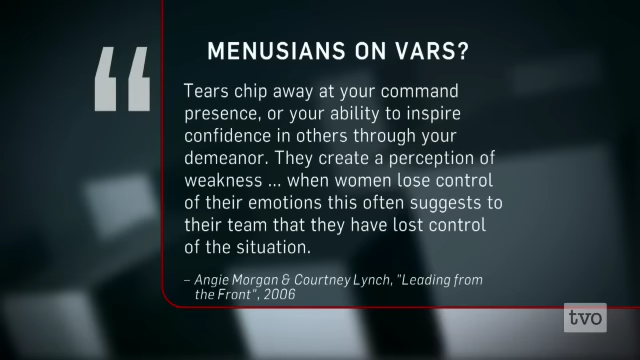 “
MENUSIANS ON VARS?
Tears chip away at your command
presence, or your ability to inspire
confidence in others through your
demeanor. They create a perception of
weakness ... when women lose control
of their emotions this often suggests to
their team that they have lost control
of the situation.
– Angie Morgan & Courtney Lynch, "Leading from
the Front", 2006
tvo